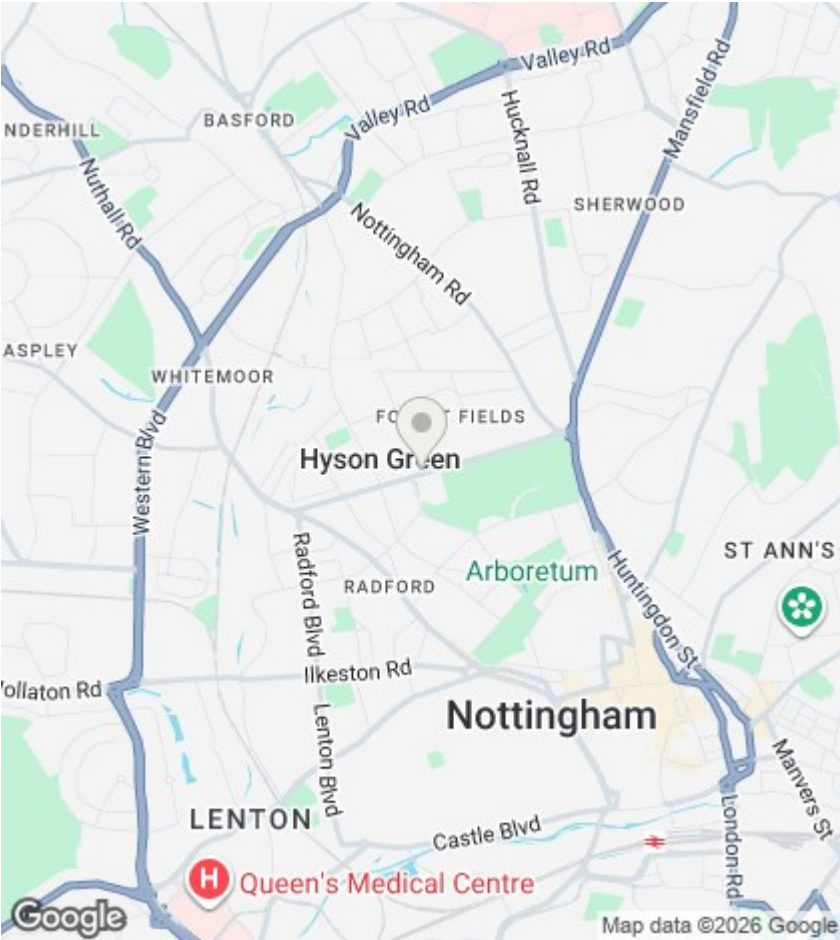 Valley Rd
Mansfield Rd
NDERHILL
BASFORD
Valley Rd
Hucknall Rd
Nuthall Rd
SHERWOOD
Nottingham Rd
ASPLEY
WHITEMOOR
FIELDS
Hyson Green
Western Blvd
Radford Blvd
RADFORD
Arboretum
Huntingdon St
ST ANN'S
Ilkeston Rd
ollaton Rd
Nottingham
Lenton Blvd
LENTON
Castle Blvd
Manvers St
London Rd
H
Queen's Medical Centre
Google
Map data ©2026 Google